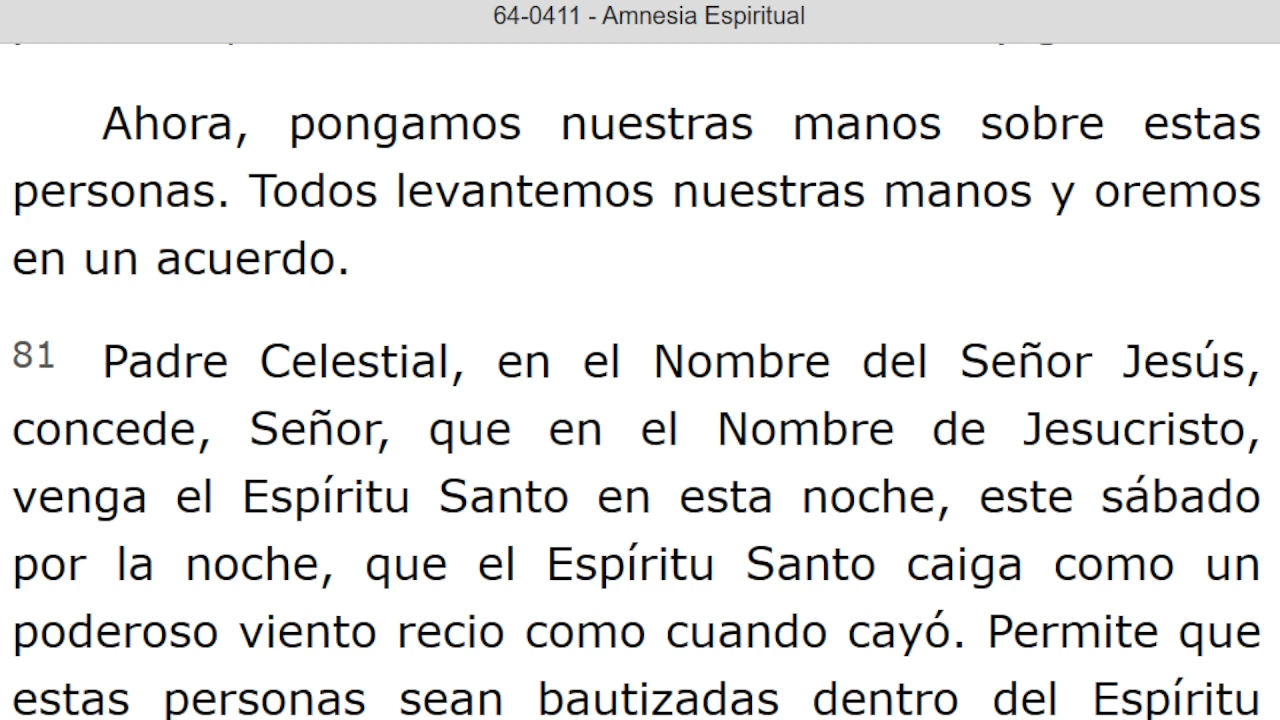 64-0411 - Amnesia Espiritual
Ahora, pongamos nuestras manos sobre estas
personas. Todos levantemos nuestras manos y oremos
en un acuerdo.
81 Padre Celestial, en el Nombre del Señor Jesús,
concede, Señor, que en el Nombre de Jesucristo,
venga el Espíritu Santo en esta noche, este sábado
por la noche, que el Espíritu Santo caiga como un
poderoso viento recio como cuando cayó. Permite que
estas personas sean bautizadas dentro del Espíritu